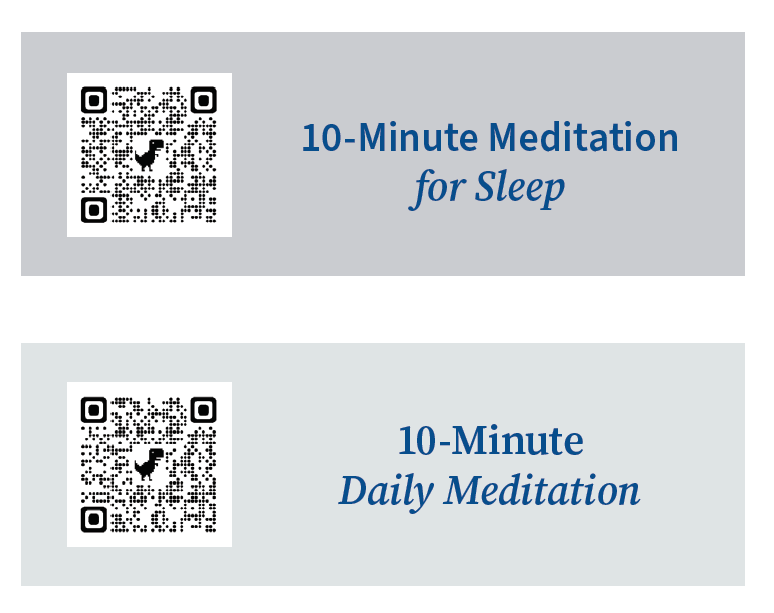 10-Minute Meditation
for Sleep
10-Minute
Daily Meditation